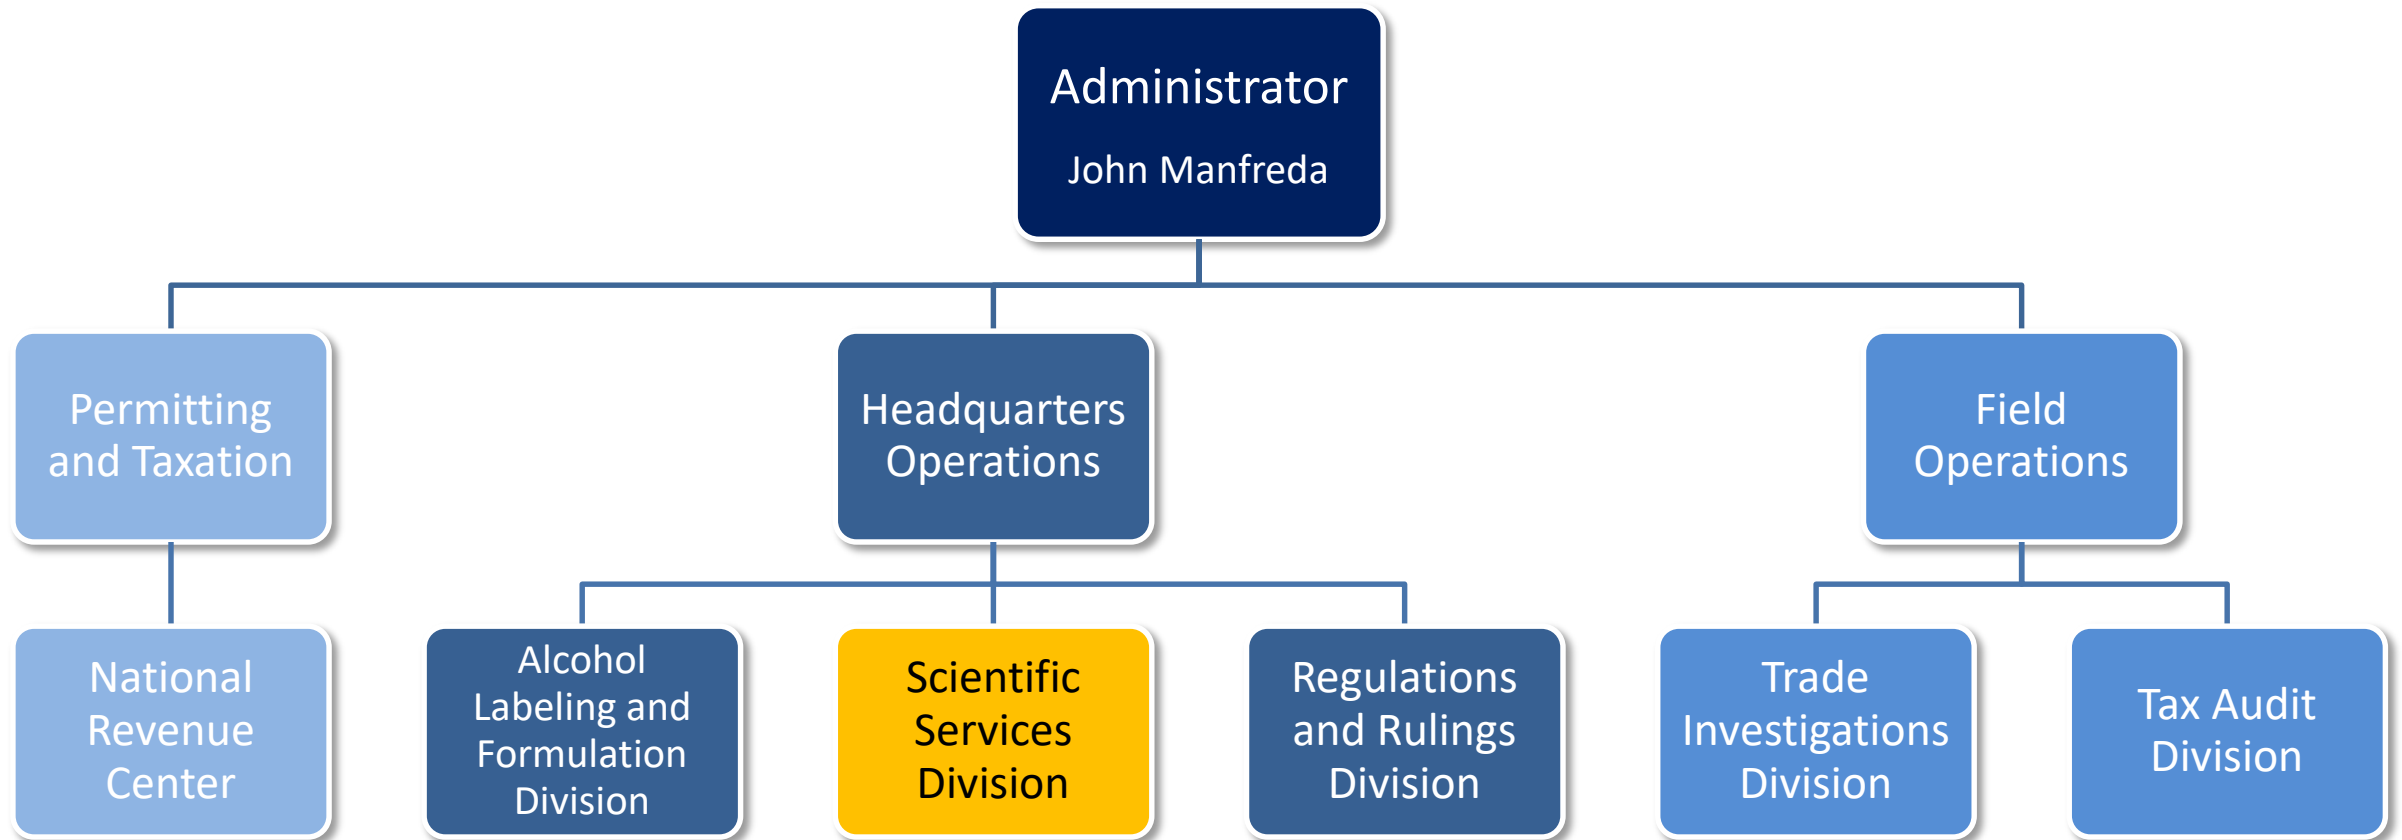 Administrator
John Manfreda
Permitting
and Taxation
Headquarters
Operations
Field
Operations
National
Revenue
Center
Alcohol
Labeling and
Formulation
Division
Scientific
Services
Division
Regulations
and Rulings
Division
Trade
Investigations
Division
Tax Audit
Division